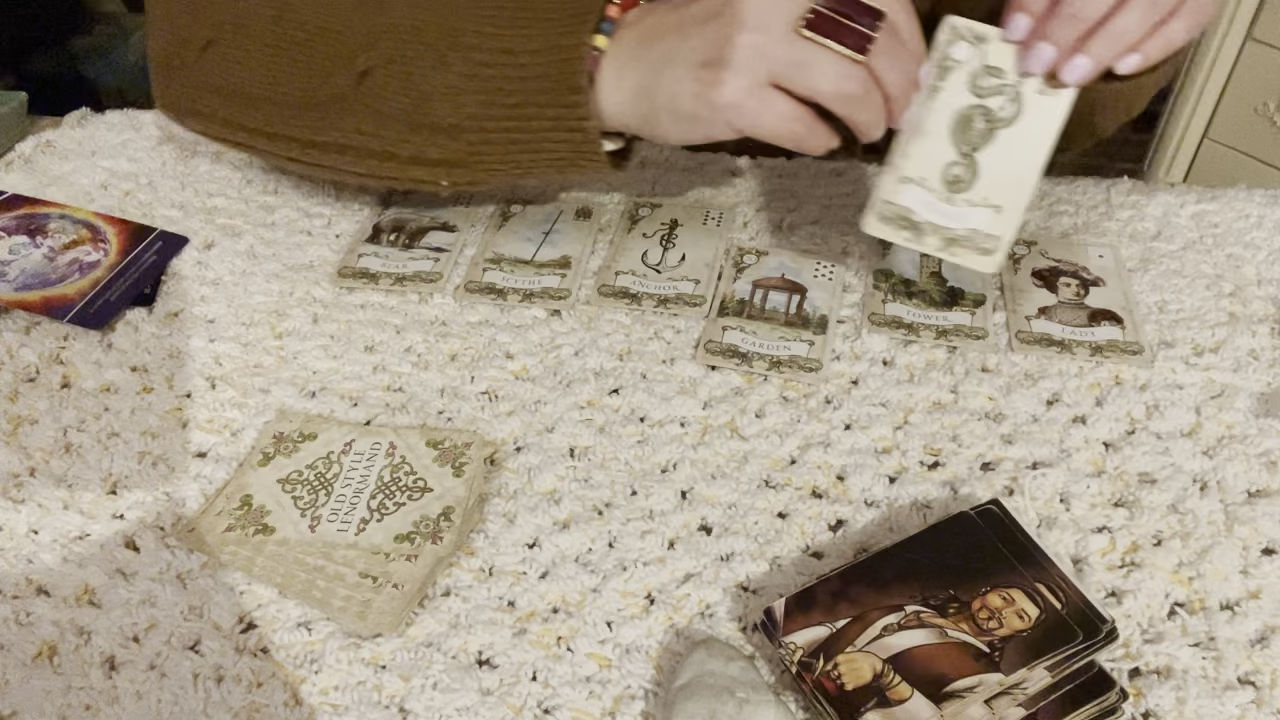 BEAR
SCYTHE
ANCHOR
GARDEN
TOWER
LADY
OLD STYLE
LENORMAND